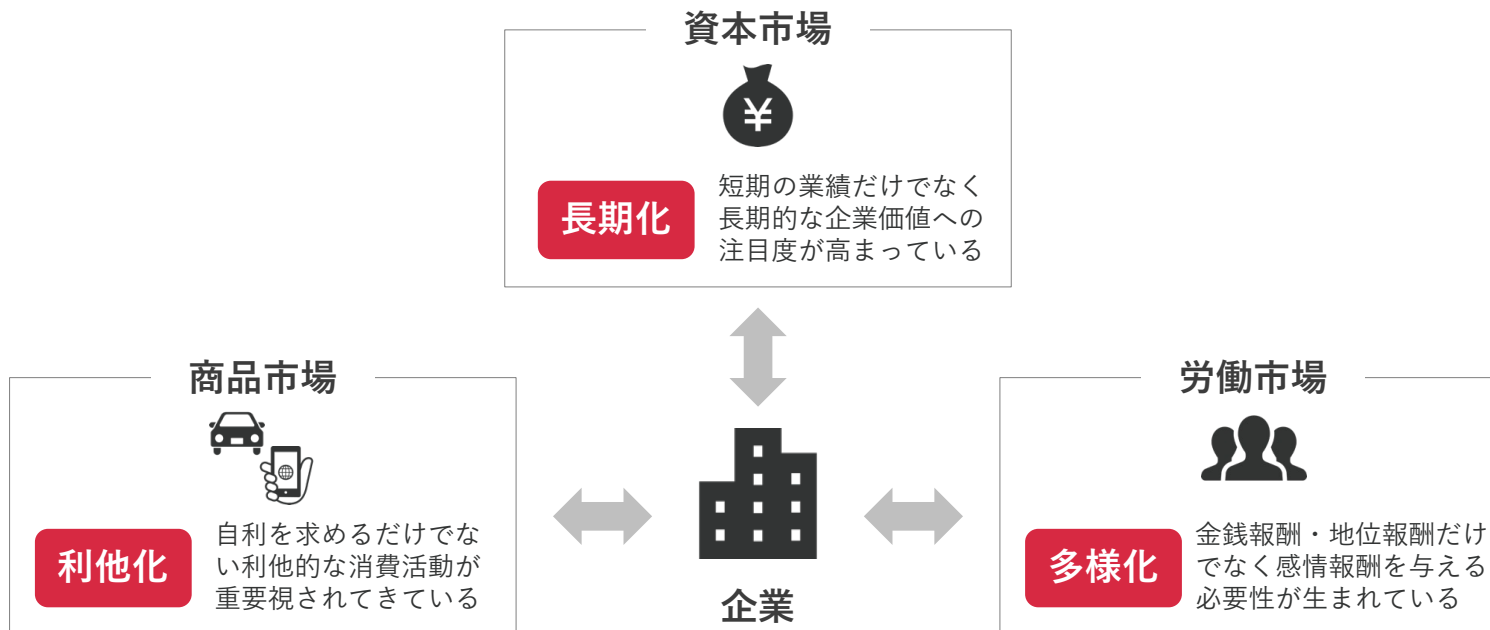 資本市場
¥
長期化
短期の業績だけでなく
長期的な企業価値への
注目度が高まっている
商品市場
利他化
自利を求めるだけでな
い利他的な消費活動が
重要視されてきている
企業
労働市場
多様化
金銭報酬・地位報酬だけ
でなく感情報酬を与える
必要性が生まれている